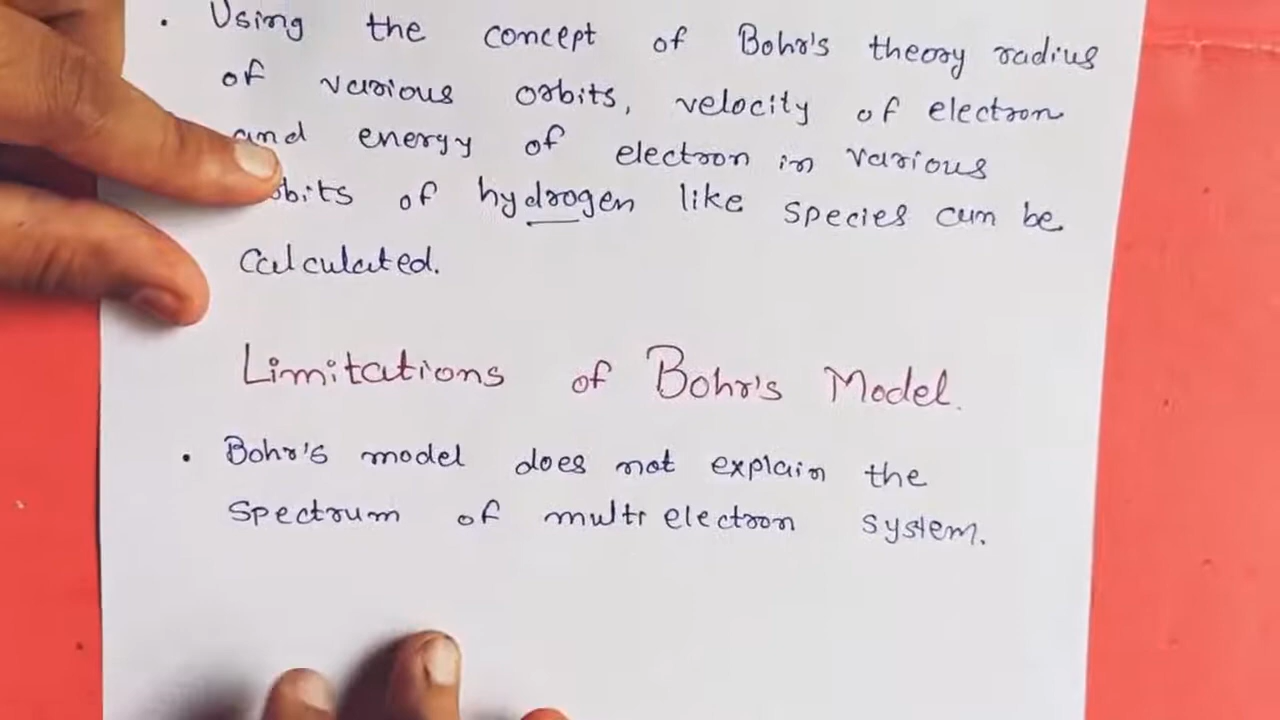 • Using the concept of Bohr's theory radius
of various orbits, velocity of electron
and energy of electron in various
bits of hydrogen like species can be
calculated.
Limitations of Bohr's Model.
• Bohr's model does not explain the
spectrum of multi electron system.